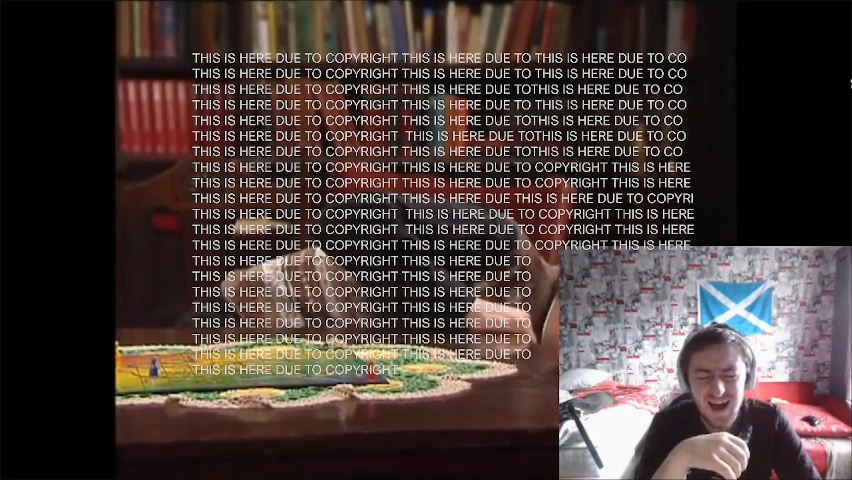 THIS IS HERE DUE TO COPYRIGHT THIS IS HERE DUE TO THIS IS HERE DUE TO CO
THIS IS HERE DUE TO COPYRIGHT THIS IS HERE DUE TO THIS IS HERE DUE TO CO
THIS IS HERE DUE TO COPYRIGHT THIS IS HERE DUE TOTHIS IS HERE DUE TO CO
THIS IS HERE DUE TO COPYRIGHT THIS IS HERE DUE TO THIS IS HERE DUE TO CO
THIS IS HERE DUE TO COPYRIGHT THIS IS HERE DUE TOTHIS IS HERE DUE TO CO
THIS IS HERE DUE TO COPYRIGHT  THIS IS HERE DUE TOTHIS IS HERE DUE TO CO
THIS IS HERE DUE TO COPYRIGHT THIS IS HERE DUE TOTHIS IS HERE DUE TO CO
THIS IS HERE DUE TO COPYRIGHT THIS IS HERE DUE TO COPYRIGHT THIS IS HERE
THIS IS HERE DUE TO COPYRIGHT THIS IS HERE DUE TO COPYRIGHT THIS IS HERE
THIS IS HERE DUE TO COPYRIGHT THIS IS HERE DUE THIS IS HERE DUE TO COPYRI
THIS IS HERE DUE TO COPYRIGHT  THIS IS HERE DUE TO COPYRIGHT THIS IS HERE
THIS IS HERE DUE TO COPYRIGHT  THIS IS HERE DUE TO COPYRIGHT THIS IS HERE
THIS IS HERE DUE TO COPYRIGHT THIS IS HERE DUE TO COPYRIGHT THIS IS HERE
THIS IS HERE DUE TO COPYRIGHT THIS IS HERE DUE TO
THIS IS HERE DUE TO COPYRIGHT THIS IS HERE DUE TO
THIS IS HERE DUE TO COPYRIGHT THIS IS HERE DUE TO
THIS IS HERE DUE TO COPYRIGHT THIS IS HERE DUE TO
THIS IS HERE DUE TO COPYRIGHT THIS IS HERE DUE TO
THIS IS HERE DUE TO COPYRIGHT THIS IS HERE DUE TO
THIS IS HERE DUE TO COPYRIGHT THIS IS HERE DUE TO
THIS IS HERE DUE TO COPYRIGHT